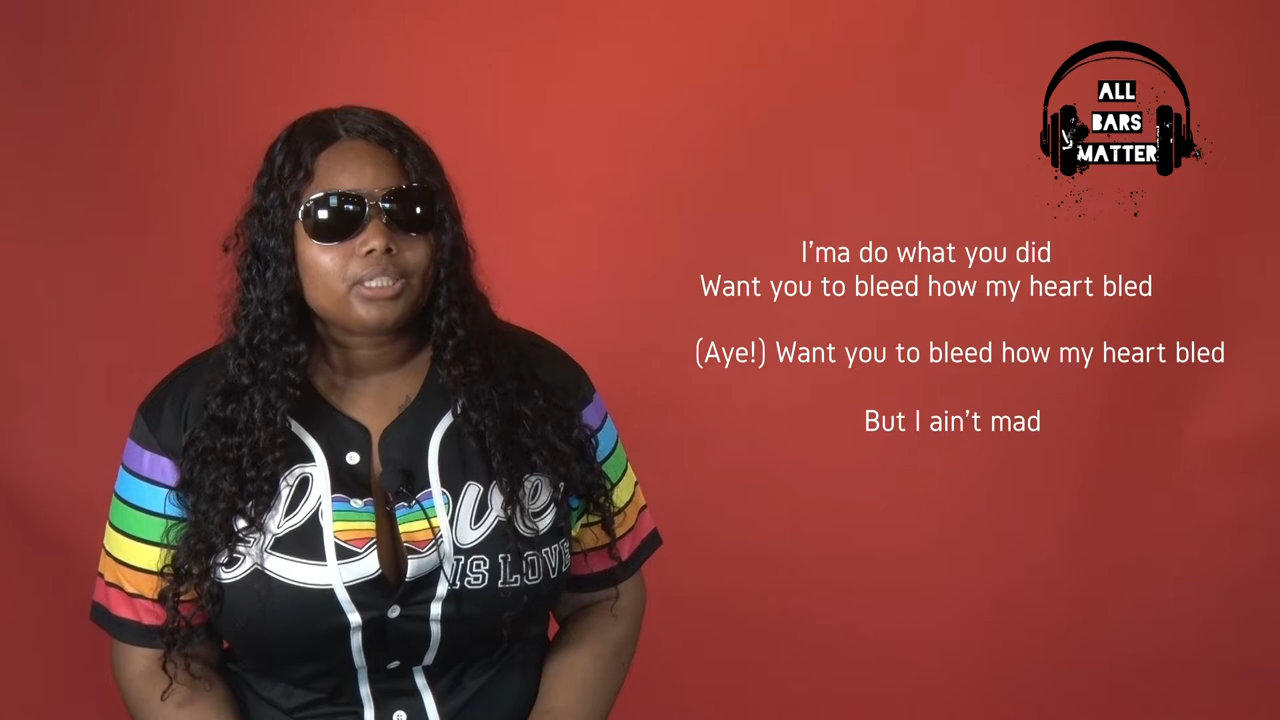 ALL
BARS
MATTER
I'ma do what you did
Want you to bleed how my heart bled
(Aye!) Want you to bleed how my heart bled
But I ain't mad
Love
IS LOVE